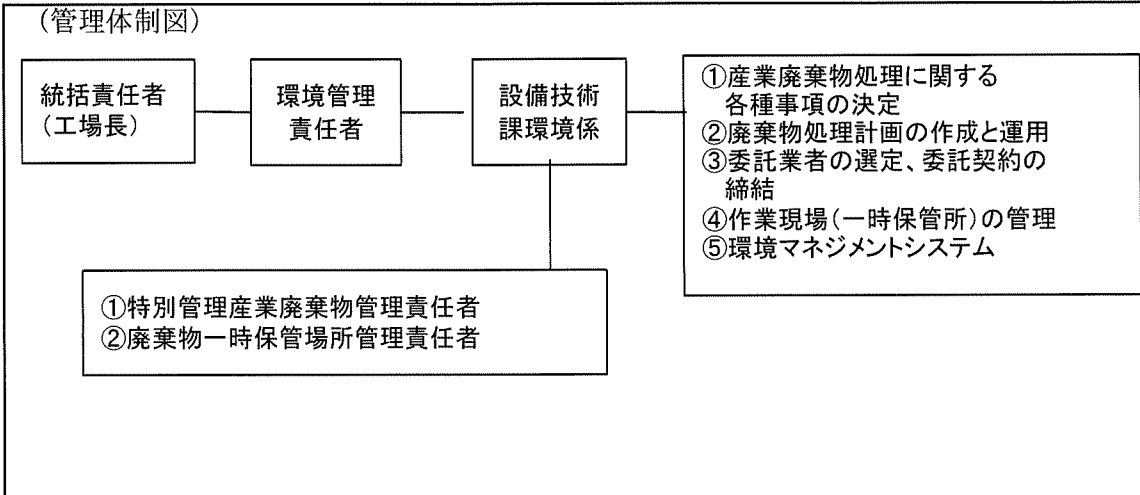 (管理体制図)
統括責任者
(工場長)
環境管理
責任者
設備技術
課環境係
①産業廃棄物処理に関する
各種事項の決定
②廃棄物処理計画の作成と運用
③委託業者の選定、委託契約の
締結
④作業現場(一時保管所)の管理
⑤環境マネジメントシステム
①特別管理産業廃棄物管理責任者
②廃棄物一時保管場所管理責任者